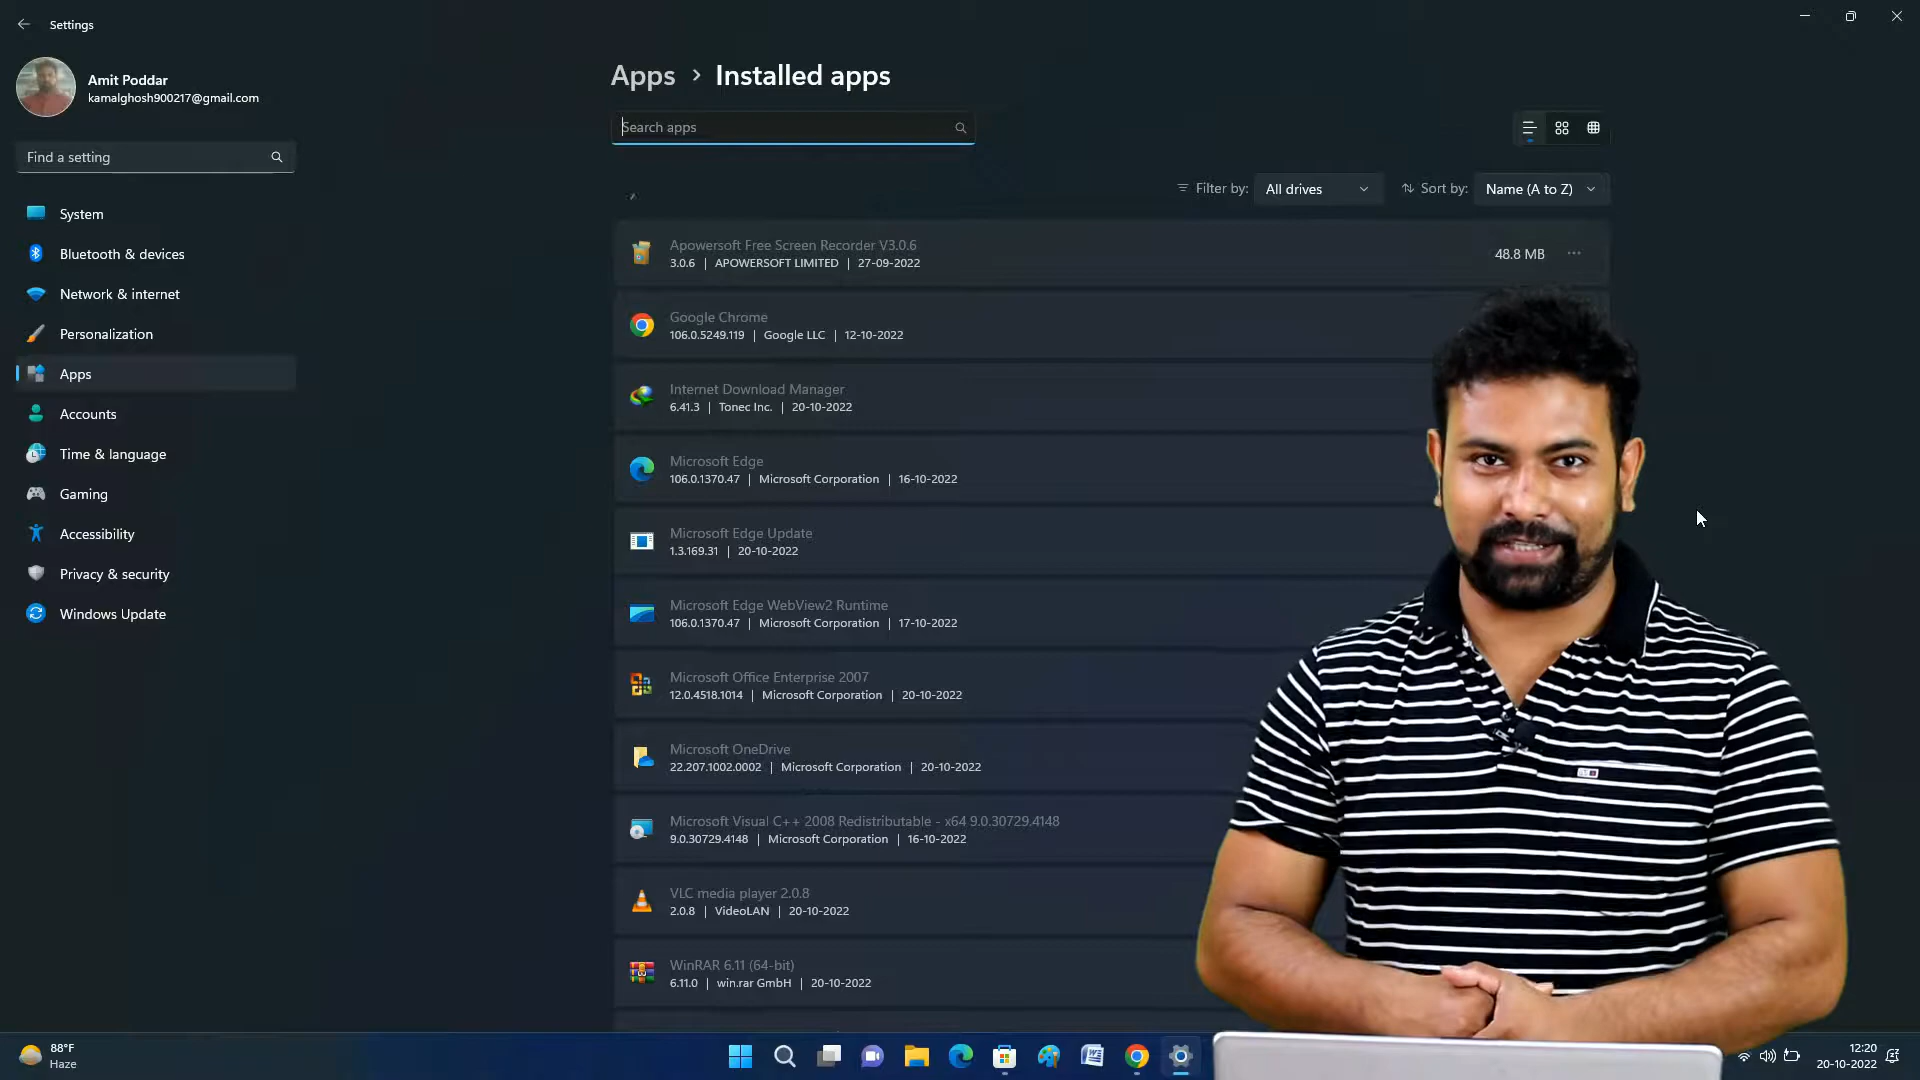 Settings
Amit Poddar
kamalghosh900217@gmail.com
Find a setting
System
Bluetooth & devices
Network & internet
Personalization
Apps
Accounts
Time & language
Gaming
Accessibility
Privacy & security
Windows Update
Apps > Installed apps
Search apps
Filter by: All drives Sort by: Name (A to Z)
Apowersoft Free Screen Recorder V3.0.6
3.0.6 | APOWERSOFT LIMITED | 27-09-2022
48.8 MB
Google Chrome
106.0.5249.119 | Google LLC | 12-10-2022
Internet Download Manager
6.41.3 | Tonec Inc. | 20-10-2022
Microsoft Edge
106.0.1370.47 | Microsoft Corporation | 16-10-2022
Microsoft Edge Update
1.3.169.31 | 20-10-2022
Microsoft Edge WebView2 Runtime
106.0.1370.47 | Microsoft Corporation | 17-10-2022
Microsoft Office Enterprise 2007
12.0.4518.1014 | Microsoft Corporation | 20-10-2022
Microsoft OneDrive
22.207.1002.0002 | Microsoft Corporation | 20-10-2022
Microsoft Visual C++ 2008 Redistributable - x64 9.0.30729.4148
9.0.30729.4148 | Microsoft Corporation | 16-10-2022
VLC media player 2.0.8
2.0.8 | VideoLAN | 20-10-2022
WinRAR 6.11 (64-bit)
6.11.0 | win.rar GmbH | 20-10-2022
88°F
Haze
12:20
20-10-2022